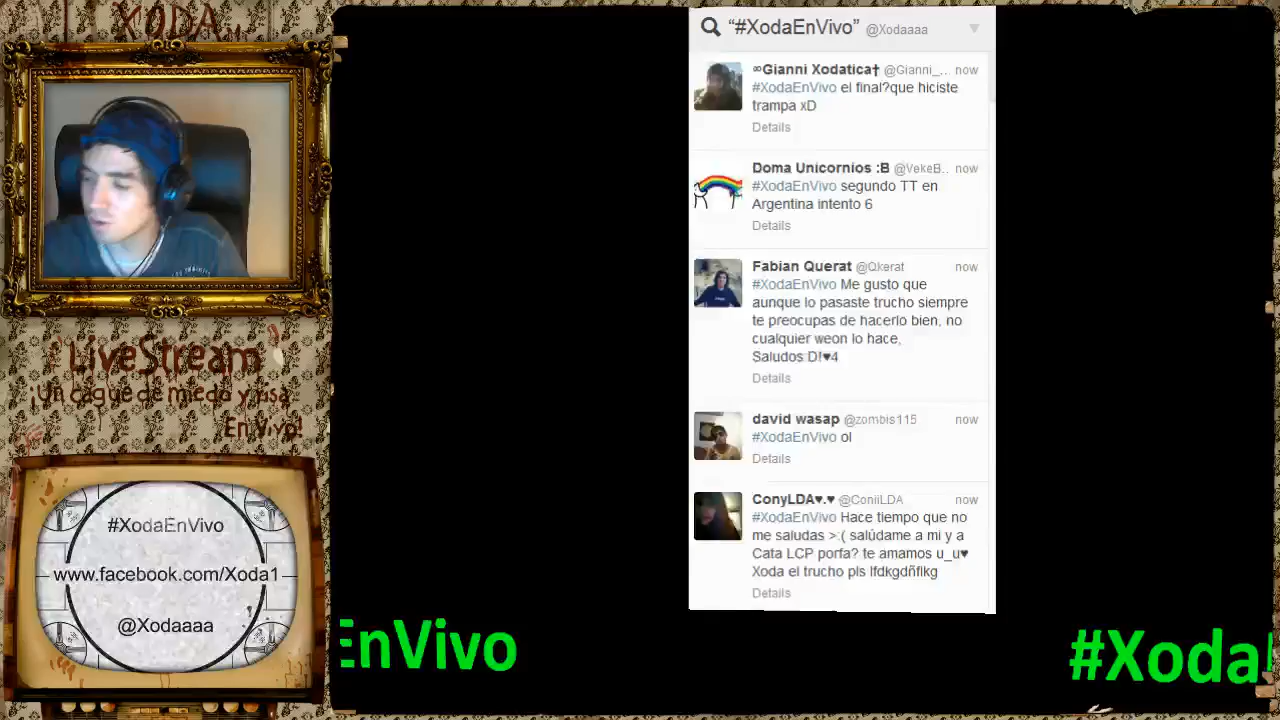 XODA
LiveStream
¡Un cague de miedo y risa
En Vivo!
#XodaEnVivo
www.facebook.com/Xoda1
@Xodaaaa
“#XodaEnVivo” @Xodaaaa
∞Gianni Xodatica† @Gianni_... now
#XodaEnVivo el final?que hiciste
trampa xD
Details
Doma Unicornios :B @VekeB.. now
#XodaEnVivo segundo TT en
Argentina intento 6
Details
Fabian Querat @Qkerat now
#XodaEnVivo Me gusto que
aunque lo pasaste trucho siempre
te preocupas de hacerlo bien, no
cualquier weon lo hace,
Saludos D!♥4
Details
david wasap @zombis115 now
#XodaEnVivo ol
Details
ConyLDA♥.♥ @ConiiLDA now
#XodaEnVivo Hace tiempo que no
me saludas >:( salúdame a mi y a
Cata LCP porfa? te amamos u_u♥
Xoda el trucho pls lfdkgdñflkg
Details
EnVivo #Xoda